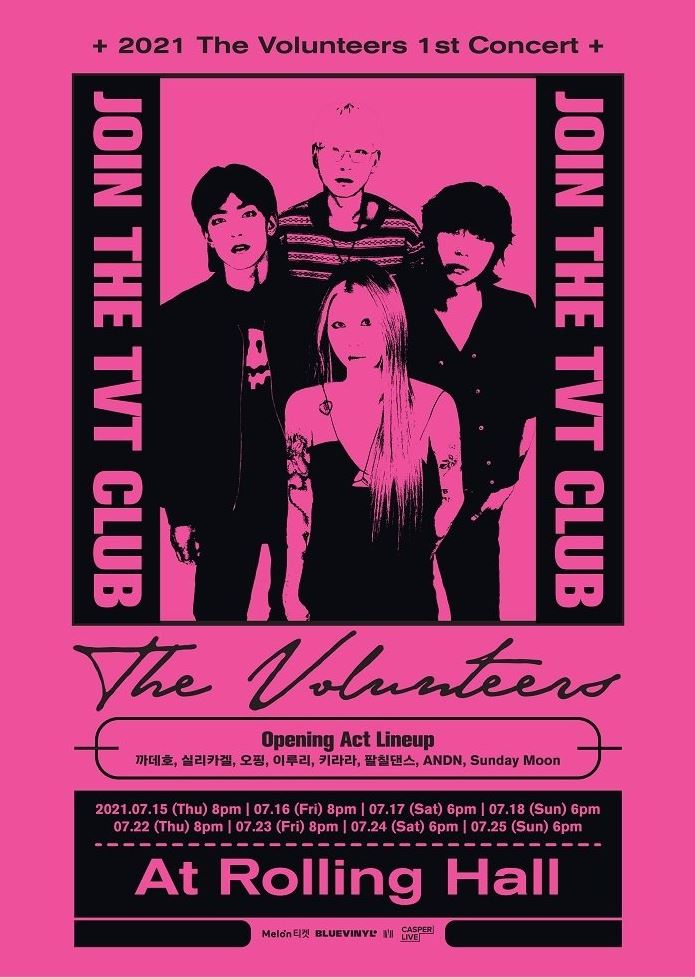 + 2021 The Volunteers 1st Concert +
JOIN THE TVT CLUB
JOIN THE TVT CLUB
The Volunteers
Opening Act Lineup
까데호, 실리카겔, 오핑, 이루리, 키라라, 팔칠댄스, ANDN, Sunday Moon
2021.07.15 (Thu) 8pm | 07.16 (Fri) 8pm | 07.17 (Sat) 6pm | 07.18 (Sun) 6pm
07.22 (Thu) 8pm | 07.23 (Fri) 8pm | 07.24 (Sat) 6pm | 07.25 (Sun) 6pm
At Rolling Hall
Melon 티켓 BLUEVINYL CASPER LIVE